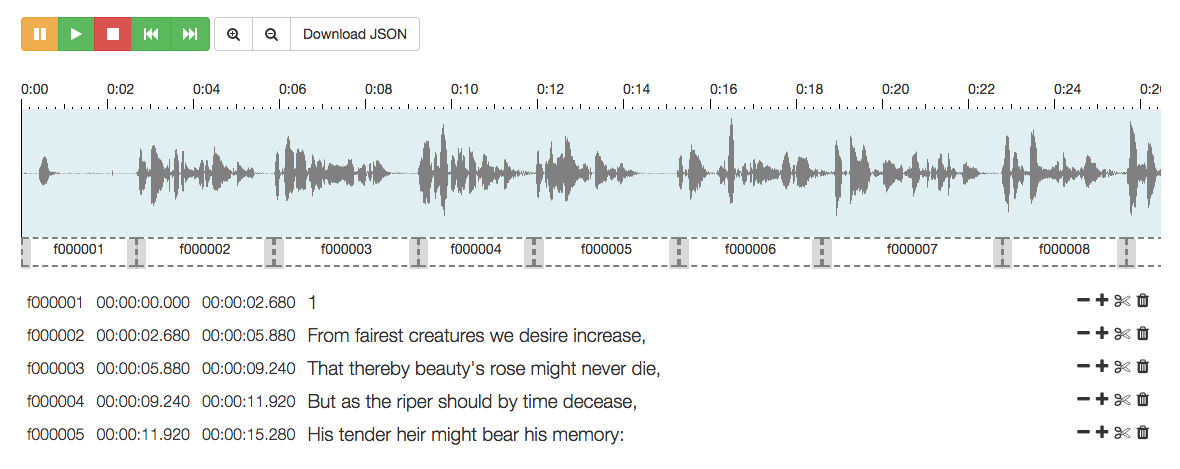 Download JSON
0:00 0:02 0:04 0:06 0:08 0:10 0:12 0:14 0:16 0:18 0:20 0:22 0:24
f000001 f000002 f000003 f000004 f000005 f000006 f000007 f000008
f000001 00:00:00.000 00:00:02.680 1
f000002 00:00:02.680 00:00:05.880 From fairest creatures we desire increase,
f000003 00:00:05.880 00:00:09.240 That thereby beauty's rose might never die,
f000004 00:00:09.240 00:00:11.920 But as the riper should by time decease,
f000005 00:00:11.920 00:00:15.280 His tender heir might bear his memory: